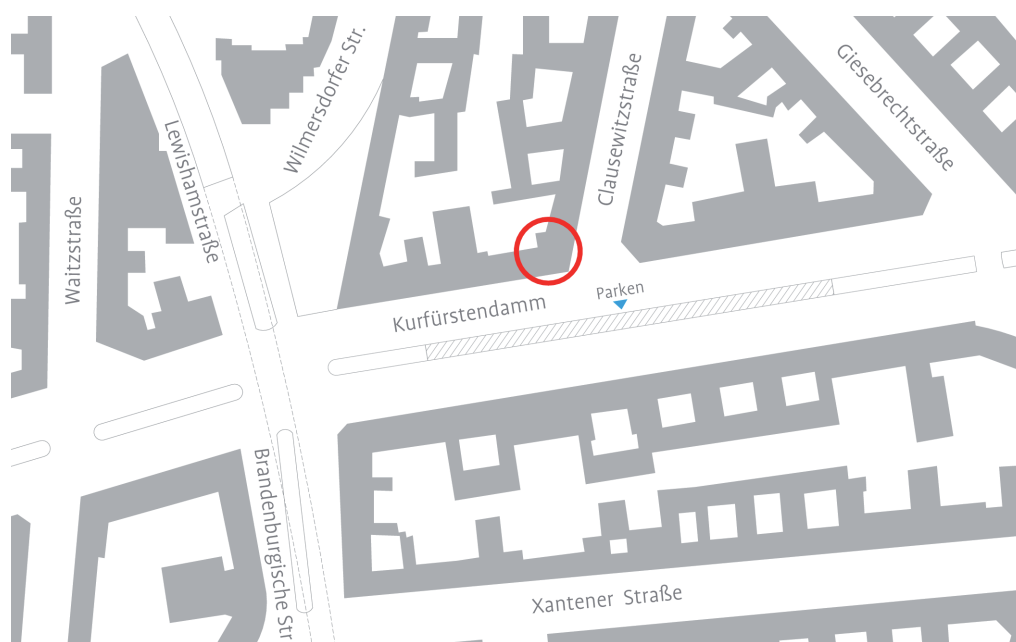 Wilmersdorfer Str.
Giesebrechtstraße
Clausewitzstraße
Lewishamstraße
Waitzstraße
Parken
Kurfürstendamm
Brandenburgische Str
Xantener Straße